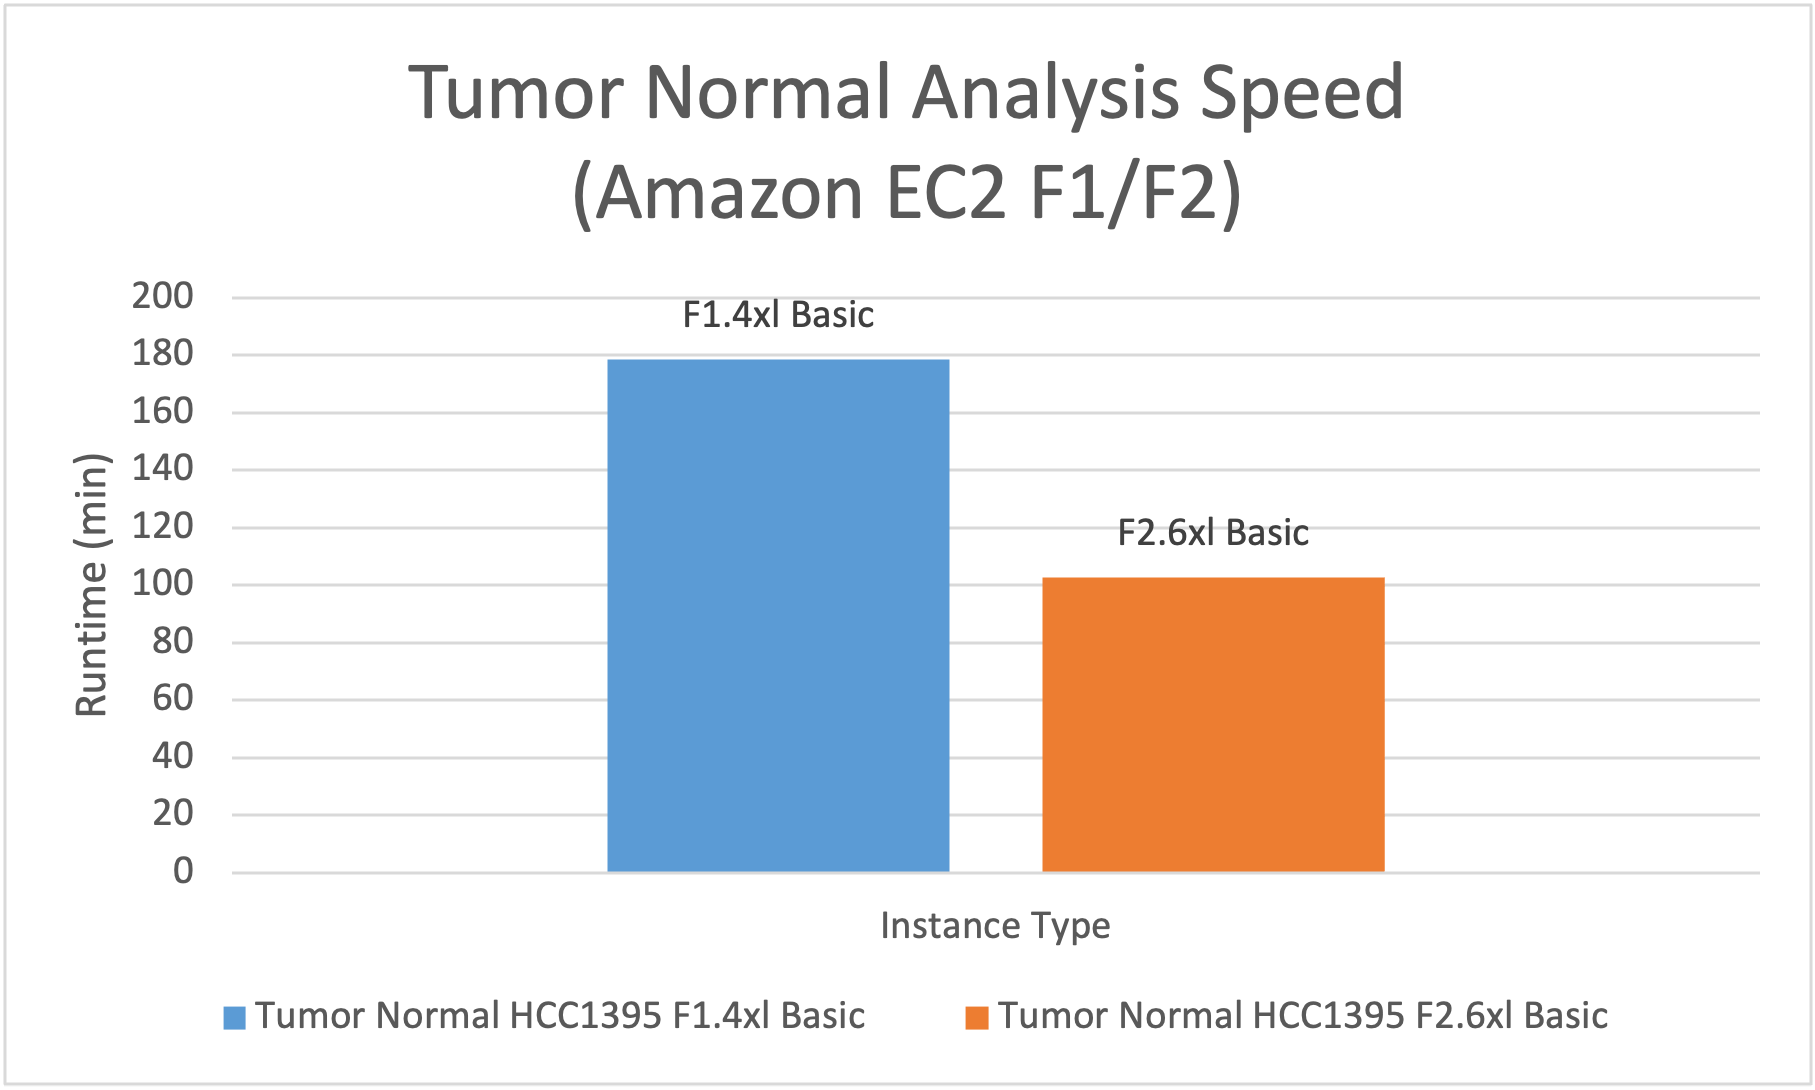 Tumor Normal Analysis Speed
(Amazon EC2 F1/F2)
200
180
160
140
120
100
80
60
40
20
0
Runtime (min)
F1.4xl Basic
F2.6xl Basic
Instance Type
Tumor Normal HCC1395 F1.4xl Basic
Tumor Normal HCC1395 F2.6xl Basic